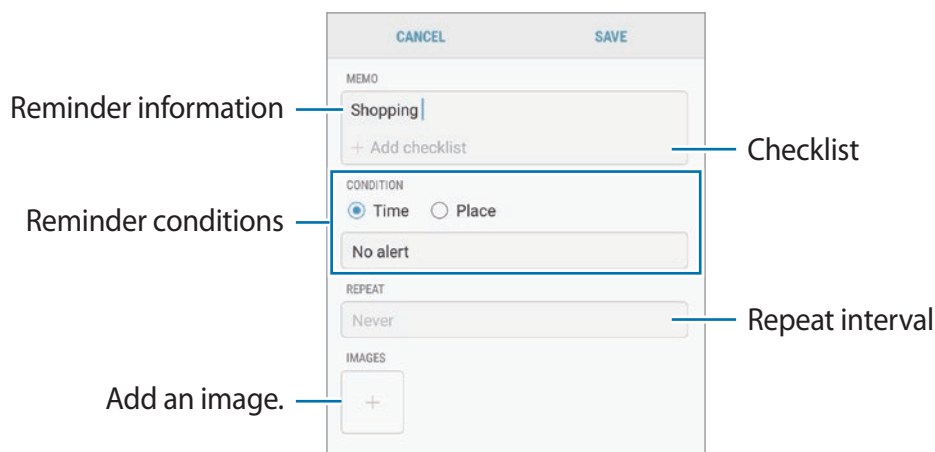 CANCEL SAVE
MEMO
Reminder information
Shopping
+ Add checklist
Checklist
CONDITION
Reminder conditions
Time Place
No alert
REPEAT
Never
Repeat interval
IMAGES
Add an image.
+